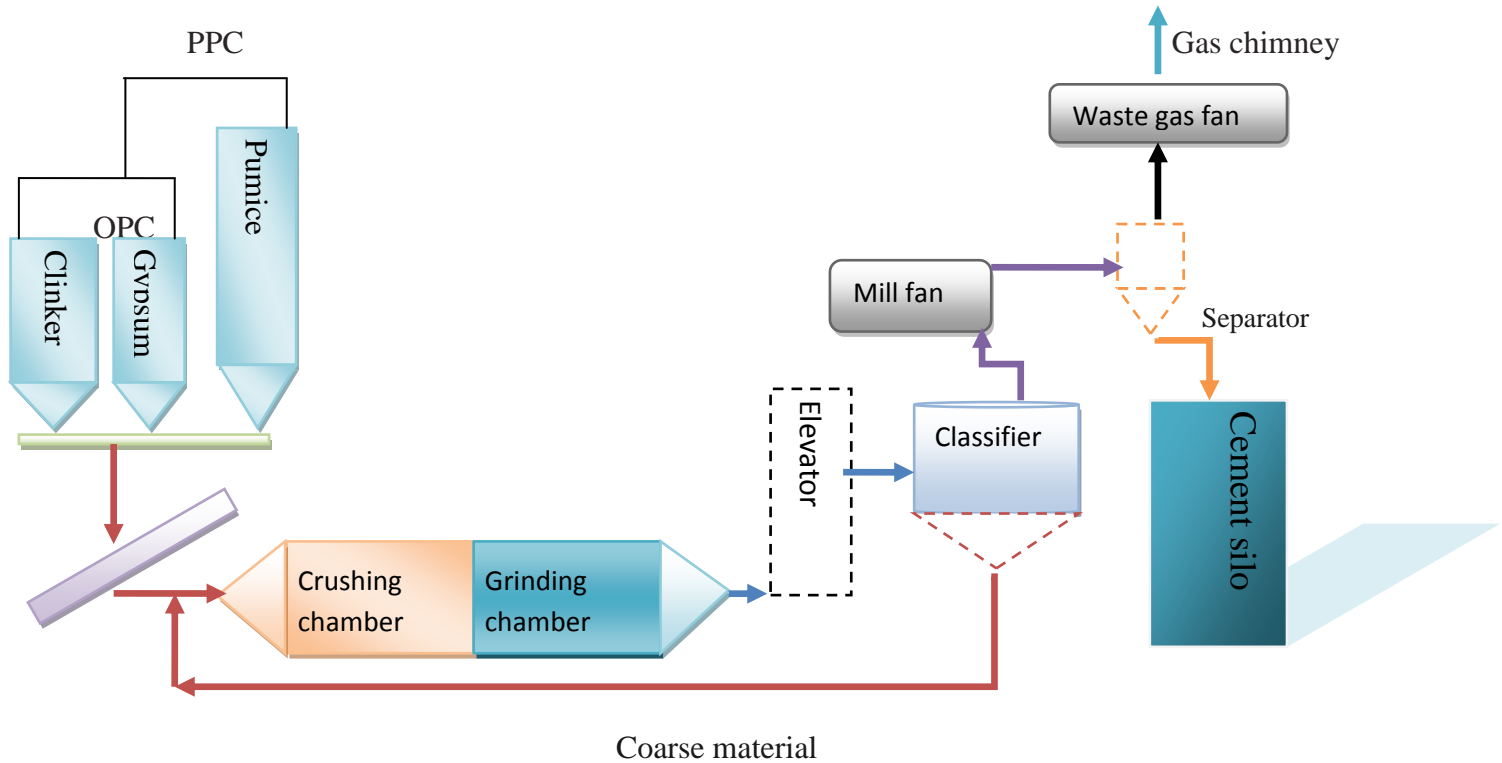 PPC
Gas chimney
Waste gas fan
Pumice
OPC
Clinker
Gypsum
Mill fan
Separator
Elevator
Classifier
Cement silo
Crushing
chamber
Grinding
chamber
Coarse material